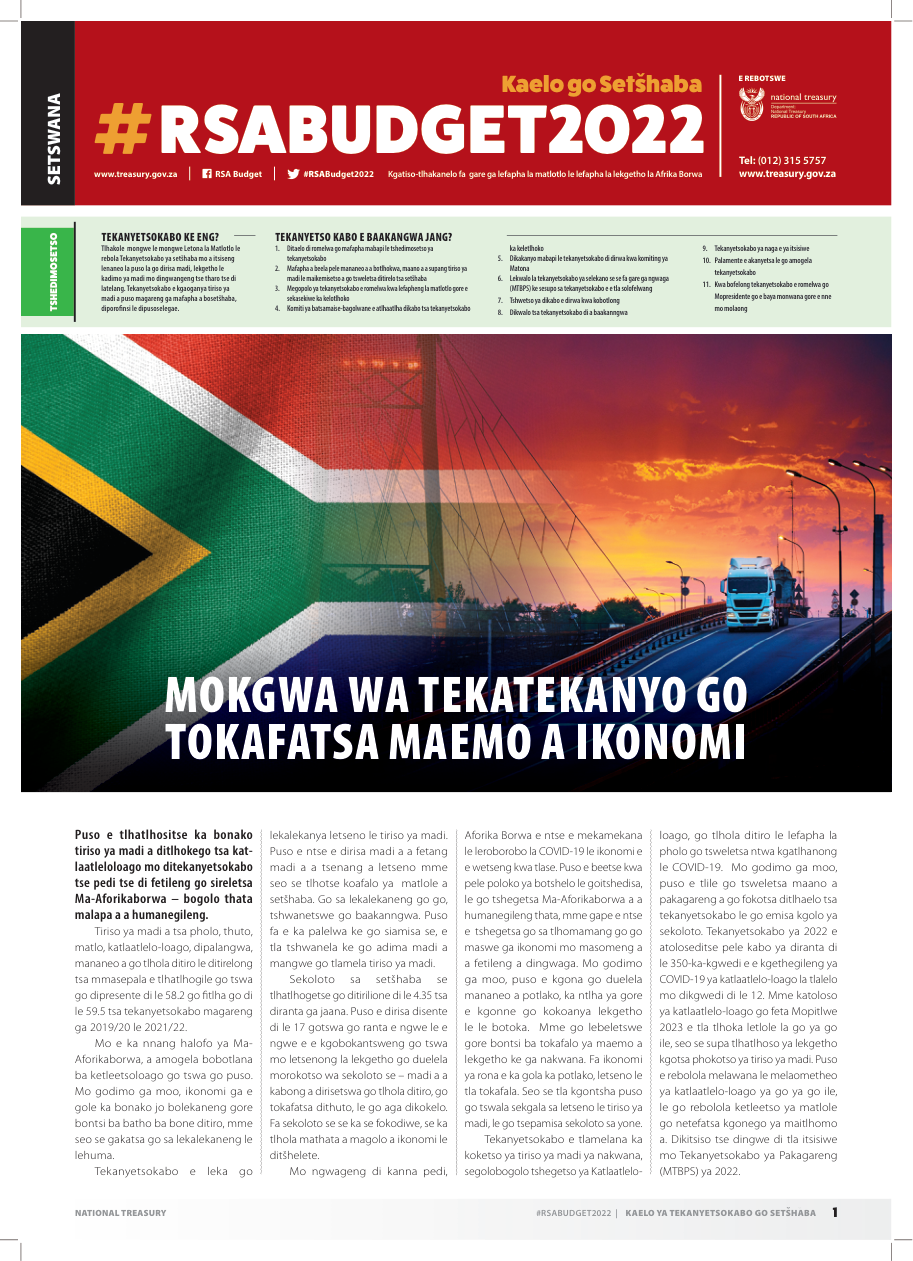 SETSWANA
Kaelo go Setšhaba
#RSABUDGET2022
www.treasury.gov.za
RSA Budget
#RSABudget2022
Kgatiso-tlhakanelo fa gare ga lefapha la matlotlo le lefapha la lekgetho la Afrika Borwa
E REBOTSWE
national treasury
Department:
National Treasury
REPUBLIC OF SOUTH AFRICA
Tel: (012) 315 5757
www.treasury.gov.za
TSHEDIMOSETSO
TEKANYETSOKABO KE ENG?
Tlhakole mongwe le mongwe Letona la Matlotlo le
rebola Tekanyetsokabo ya setšhaba mo a itsiseng
lenaneo la puso la go dirisa madi, lekgetho le
kadimo ya madi mo dingwangeng tse tharo tse di
latelang. Tekanyetsokabo e kgaoganya tiriso ya
madi a puso magareng ga mafapha a bosetšhaba,
diporofinsi le dipusoselegae.
TEKANYETSO KABO E BAAKANGWA JANG?
1. Ditaelo di romelwa go mafapha mabapi le tshedimosetso ya
tekanyetsokabo
2. Mafapha a beela pele mananeo a a botlhokwa, maano a a supang tiriso ya
madi le maikemisetso a go tsweletsa ditirelo tsa setšhaba
3. Megopolo ya tekanyetsokabo e romelwa kwa lefapheng la matlotlo gore e
sekasekiwe ka kelotlhoko
4. Komiti ya batsamaise-bagolwane e atlhaatlha dikabo tsa tekanyetsokabo
ka keletlhoko
5. Dikakanyo mabapi le tekanyetsokabo di dirwa kwa komiting ya
Matona
6. Lekwalo la tekanyetsokabo ya selekano se se fa gare ga ngwaga
(MTBPS) ke sesupo sa tekanyetsokabo e e tla solofelwang
7. Tshwetso ya dikabo e dirwa kwa kobotlong
8. Dikwalo tsa tekanyetsokabo di a baakanngwa
9. Tekanyetsokabo ya naga e ya itsisiwe
10. Palamente e akanyetsa le go amogela
tekanyetsokabo
11. Kwa bofelong tekanyetsokabo e romelwa go
Mopresidente go e baya monwana gore e nne
mo molaong
MOKGWA WA TEKATEKANYO GO
TOKAFATSA MAEMO A IKONOMI
Puso e tlhatlhositse ka bonako
tiriso ya madi a ditlhokego tsa kat-
laatleloloago mo ditekanyetsokabo
tse pedi tse di fetileng go sireletsa
Ma-Aforikaborwa – bogolo thata
malapa a a humanegileng.
Tiriso ya madi a tsa pholo, thuto,
matlo, katlaatlelo-loago, dipalangwa,
mananeo a go tlhola ditiro le ditirelong
tsa mmasepala e tlhatlhogile go tswa
go dipresente di le 58.2 go fitlha go di
le 59.5 tsa tekanyetsokabo magareng
ga 2019/20 le 2021/22.
Mo e ka nnang halofo ya Ma-
Aforikaborwa, a amogela bobotlana
ba ketleetsoloago go tswa go puso.
Mo godimo ga moo, ikonomi ga e
gole ka bonako jo bolekaneng gore
bontsi ba batho ba bone ditiro, mme
seo se gakatsa go sa lekalekaneng le
lehuma.
Tekanyetsokabo e leka go
lekalekanya letseno le tiriso ya madi.
Puso e ntse e dirisa madi a a fetang
madi a a tsenang a letseno mme
seo se tlhotse koafalo ya matlole a
setšhaba. Go sa lekalekaneng go go,
tshwanetswe go baakanngwa. Puso
fa e ka palelwa ke go siamisa se, e
tla tshwanela ke go adima madi a
mangwe go tlamela tiriso ya madi.
Sekoloto sa setšhaba se
tlhatlhogetse go ditirilione di le 4.35 tsa
diranta ga jaana. Puso e dirisa disente
di le 17 gotswa go ranta e ngwe le e
ngwe e e kgobokantsweng go tswa
mo letsenong la lekgetho go duelela
morokotso wa sekoloto se – madi a a
kabong a dirisetswa go tlhola ditiro, go
tokafatsa dithuto, le go aga dikokelo.
Fa sekoloto se se ka se fokodiwe, se ka
tlhola mathata a magolo a ikonomi le
ditšhelete.
Mo ngwageng di kanna pedi,
Aforika Borwa e ntse e mekamekana
le leroborobo la COVID-19 le ikonomi e
e wetseng kwa tlase. Puso e beetse kwa
pele poloko ya botshelo le goitshedisa,
le go tshegetsa Ma-Aforikaborwa a a
humanegileng thata, mme gape e ntse
e tshegetsa go sa tlhomamang go go
maswe ga ikonomi mo masomeng a
a fetileng a dingwaga. Mo godimo
ga moo, puso e kgona go duelela
mananeo a potlako, ka ntlha ya gore
e kgonne go kokoanya lekgetho
le le botoka. Mme go lebeletswe
gore bontsi ba tokafalo ya maemo a
lekgetho ke ga nakwana. Fa ikonomi
ya rona e ka gola ka potlako, letseno le
tla tokafala. Seo se tla kgontsha puso
go tswala sekgala sa letseno le tiriso ya
madi, le go tsepamisa sekoloto sa yone.
Tekanyetsokabo e tlamelana ka
koketso ya tiriso ya madi ya nakwana,
segolobogolo tshegetso ya Katlaatlelo-
loago, go tlhola ditiro le lefapha la
pholo go tsweletsa ntwa kgatlhanong
le COVID-19. Mo godimo ga moo,
puso e tlile go tsweletsa maano a
pakagareng a go fokotsa ditlhaelo tsa
tekanyetsokabo le go emisa kgolo ya
sekoloto. Tekanyetsokabo ya 2022 e
atoloseditse pele kabo ya diranta di
le 350-ka-kgwedi e e kgethegileng ya
COVID-19 ya katlaatlelo-loago la tlalelo
mo dikgwedi di le 12. Mme katoloso
ya katlaatlelo-loago go feta Mopitlwe
2023 e tla tlhoka letlole la go ya go
ile, seo se supa tlhatlhoso ya lekgetho
kgotsa phokotso ya tiriso ya madi. Puso
e rebola melawana le melaometheo
ya katlaatlelo-loago ya go ya go ile,
le go rebolola ketleetso ya matlole
go netefatsa kgonego ya maitlhomo
a. Dikitsiso tse dingwe di tla itsisiwe
mo Tekanyetsokabo ya Pakagareng
(MTBPS) ya 2022.
NATIONAL TREASURY
#RSABUDGET2022 | KAELO YA TEKANYETSOKABO GO SETŠHABA 1